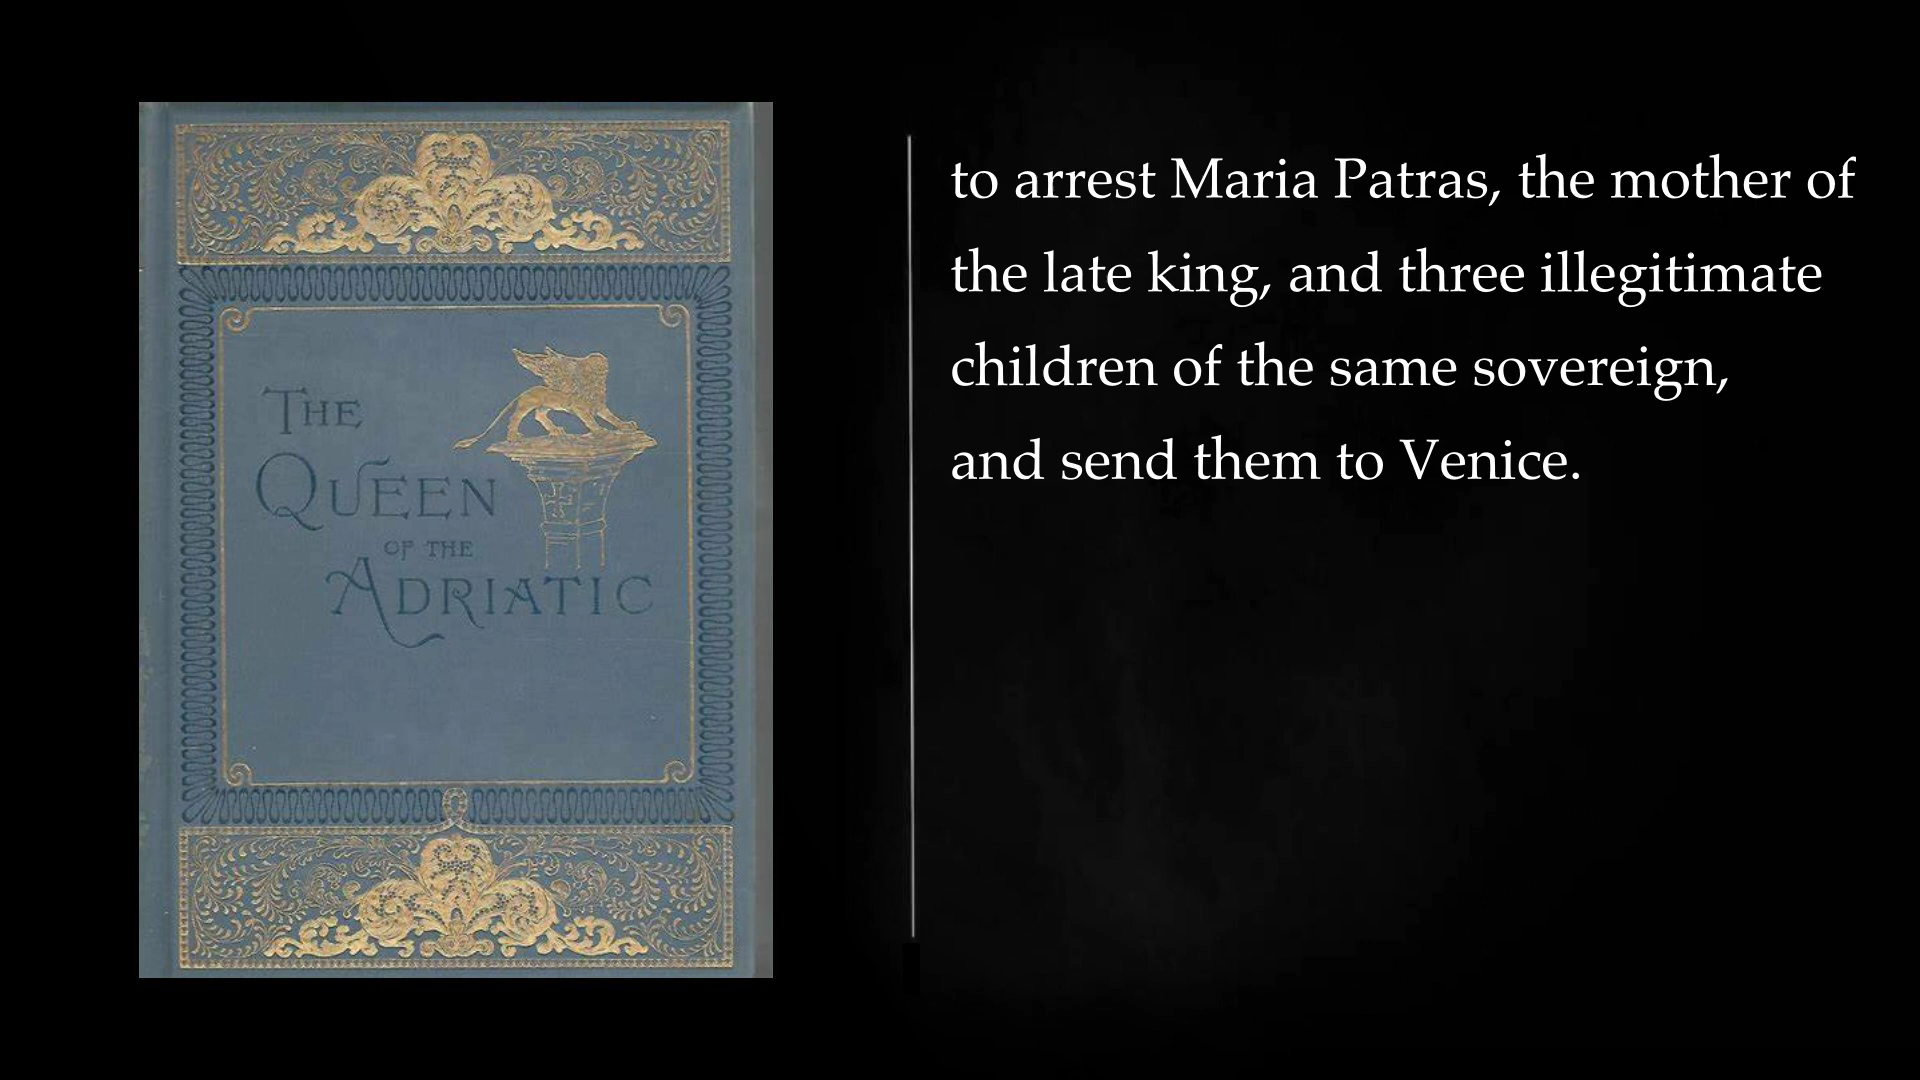 THE
QUEEN
OF THE
ADRIATIC
to arrest Maria Patras, the mother of
the late king, and three illegitimate
children of the same sovereign,
and send them to Venice.